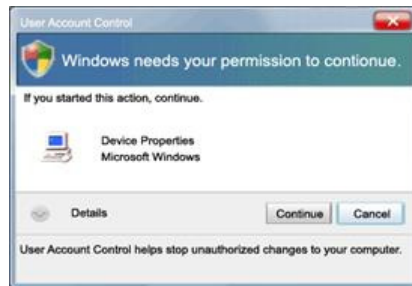 User Account Control
Windows needs your permission to contionue.
If you started this action, continue.
Device Properties
Microsoft Windows
Details
Continue
Cancel
User Account Control helps stop unauthorized changes to your computer.